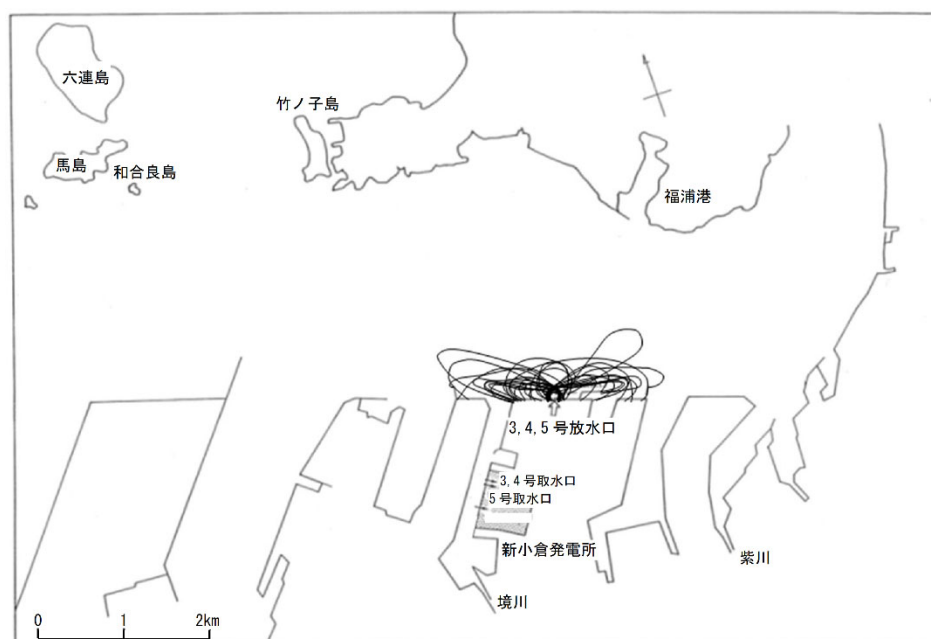 六連島
竹ノ子島
馬島
和合良島
福浦港
3, 4, 5 号放水口
3, 4 号取水口
5 号取水口
新小倉発電所
紫川
境川
0 1 2km